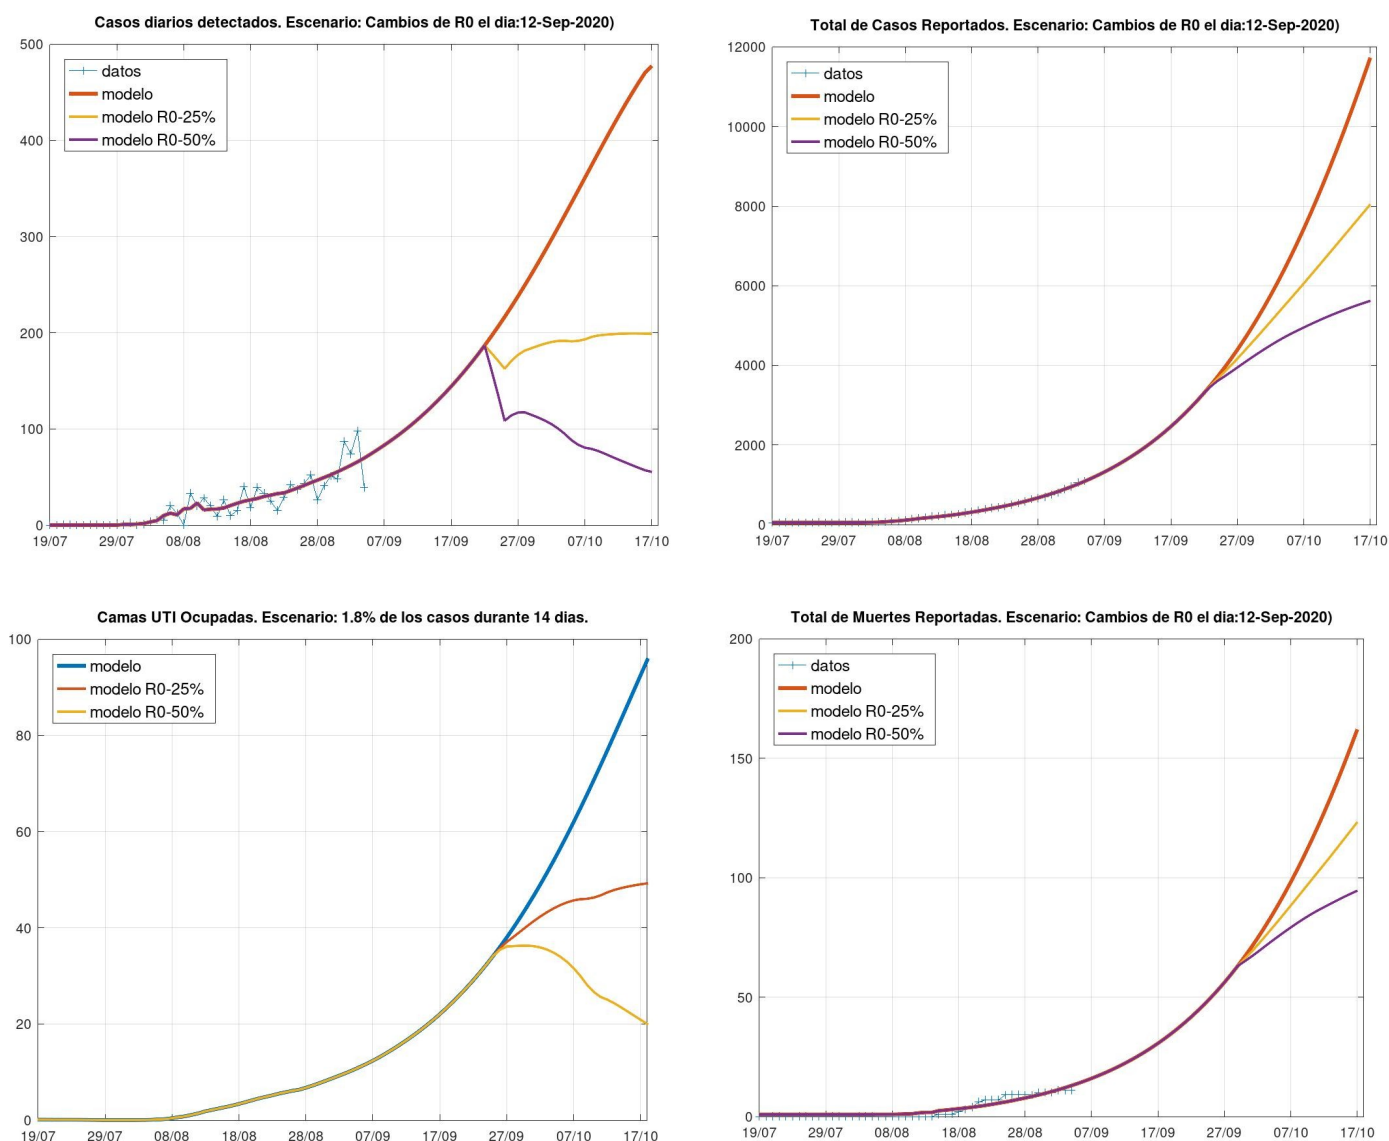 Casos diarios detectados. Escenario: Cambios de R0 el dia:12-Sep-2020)
500
400
300
200
100
0
datos
modelo
modelo R0-25%
modelo R0-50%
19/07 29/07 08/08 18/08 28/08 07/09 17/09 27/09 07/10 17/10
Total de Casos Reportados. Escenario: Cambios de R0 el dia:12-Sep-2020)
12000
10000
8000
6000
4000
2000
0
datos
modelo
modelo R0-25%
modelo R0-50%
19/07 29/07 08/08 18/08 28/08 07/09 17/09 27/09 07/10 17/10
Camas UTI Ocupadas. Escenario: 1.8% de los casos durante 14 dias.
100
80
60
40
20
0
modelo
modelo R0-25%
modelo R0-50%
19/07 29/07 08/08 18/08 28/08 07/09 17/09 27/09 07/10 17/10
Total de Muertes Reportadas. Escenario: Cambios de R0 el dia:12-Sep-2020)
200
150
100
50
0
datos
modelo
modelo R0-25%
modelo R0-50%
19/07 29/07 08/08 18/08 28/08 07/09 17/09 27/09 07/10 17/10